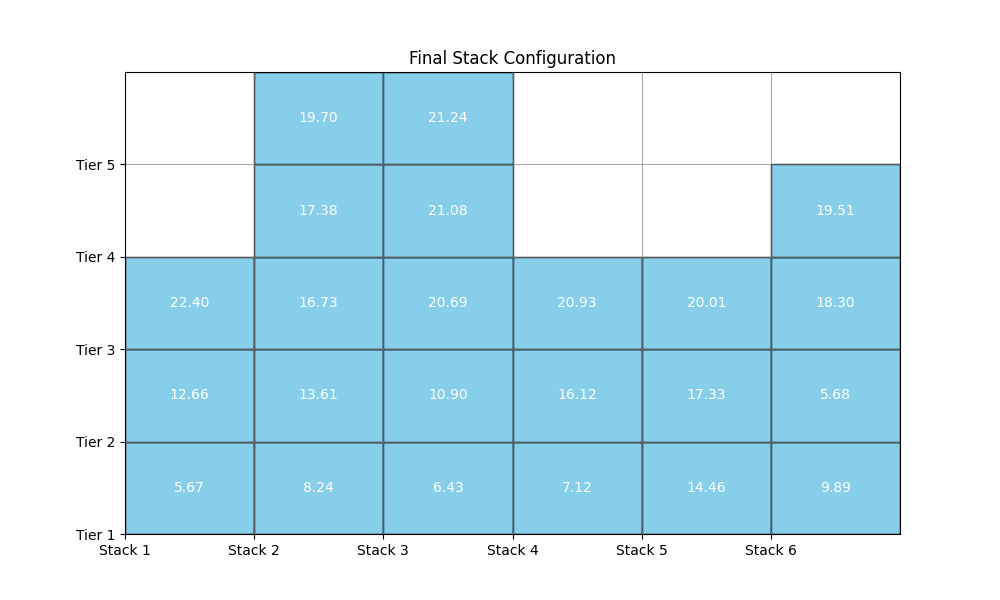 Final Stack Configuration
19.70 21.24
Tier 5
17.38 21.08 19.51
Tier 4
22.40 16.73 20.69 20.93 20.01 18.30
Tier 3
12.66 13.61 10.90 16.12 17.33 5.68
Tier 2
5.67 8.24 6.43 7.12 14.46 9.89
Tier 1
Stack 1 Stack 2 Stack 3 Stack 4 Stack 5 Stack 6